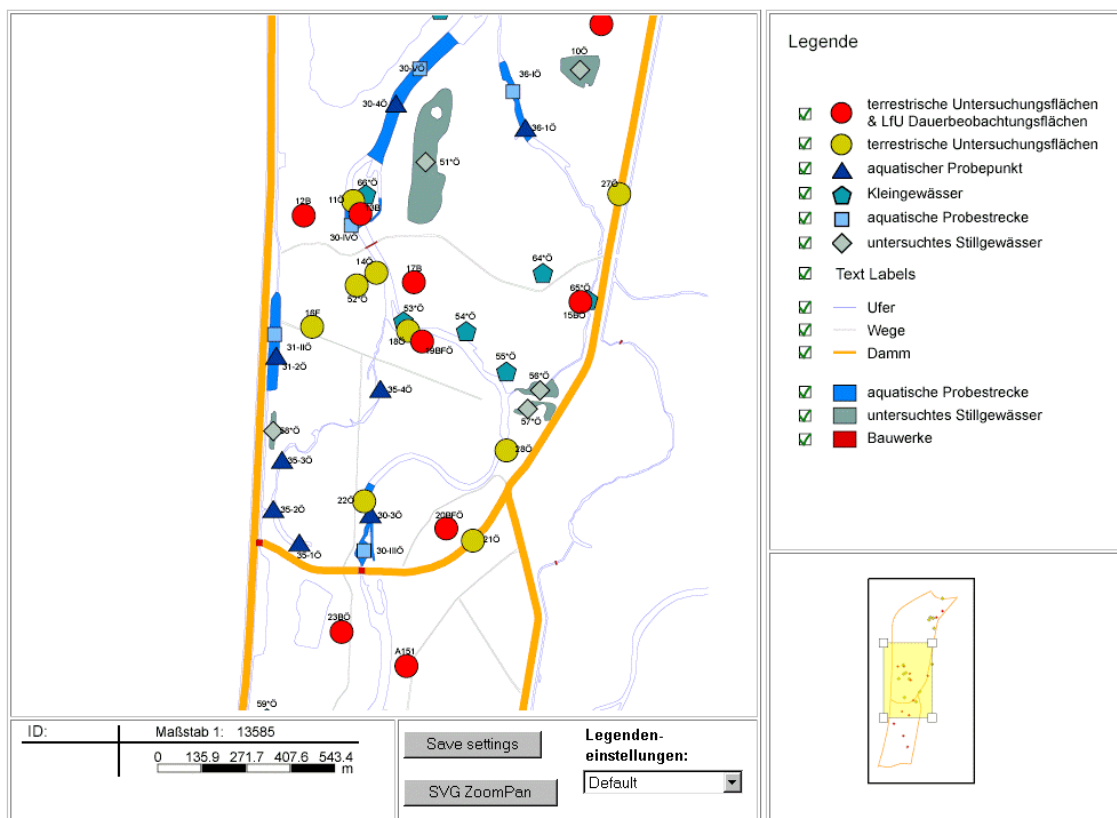 10Ö
30-VÖ
36-IÖ
30-4Ö
36-1Ö
51*Ö
66*Ö
27Ö
11Ö
12B
13B
30-IVÖ
64*Ö
14Ö
17B
52*Ö
65*Ö
15BÖ
53*Ö
54*Ö
16F
18Ö
19BFÖ
31-IIÖ
31-2Ö
55*Ö
56*Ö
35-4Ö
57*Ö
58*Ö
28Ö
35-3Ö
22Ö
35-2Ö
30-3Ö
20BFÖ
21Ö
35-1Ö
30-IIIÖ
23BÖ
A151
59*Ö
Legende
terrestrische Untersuchungsflächen
& LfU Dauerbeobachtungsflächen
terrestrische Untersuchungsflächen
aquatischer Probepunkt
Kleingewässer
aquatische Probestrecke
untersuchtes Stillgewässer
Text Labels
Ufer
Wege
Damm
aquatische Probestrecke
untersuchtes Stillgewässer
Bauwerke
ID:
Maßstab 1: 13585
0 135.9 271.7 407.6 543.4
m
Save settings
SVG ZoomPan
Legenden-
einstellungen:
Default